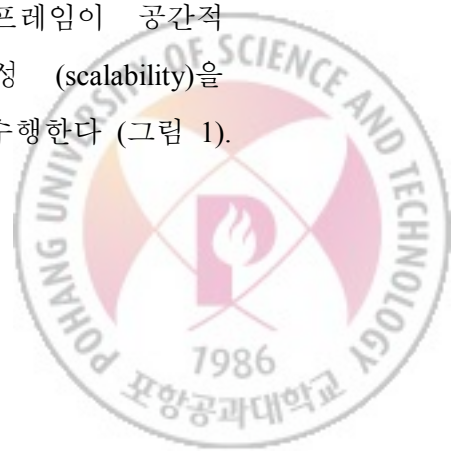 프레임이 공간적
성 (scalability)을
수행한다 (그림 1).
POHANG UNIVERSITY OF SCIENCE AND TECHNOLOGY
1986
포항공과대학교